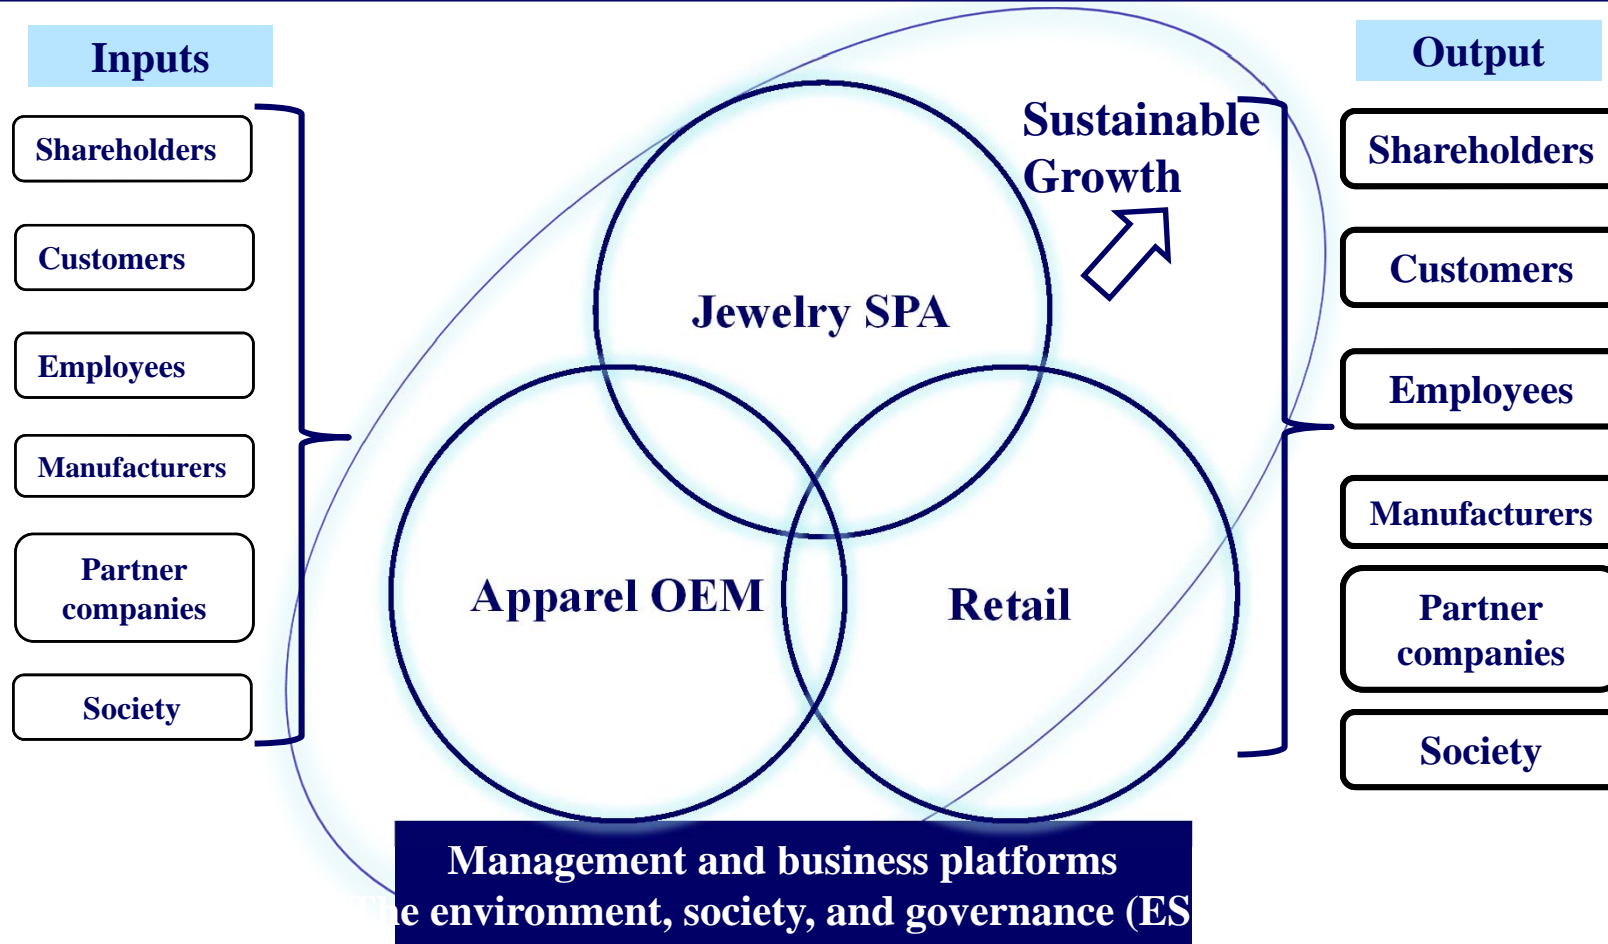 Inputs
Shareholders
Customers
Employees
Manufacturers
Partner
companies
Society
Sustainable
Growth
Jewelry SPA
Apparel OEM
Retail
Management and business platforms
he environment, society, and governance (ES
Output
Shareholders
Customers
Employees
Manufacturers
Partner
companies
Society